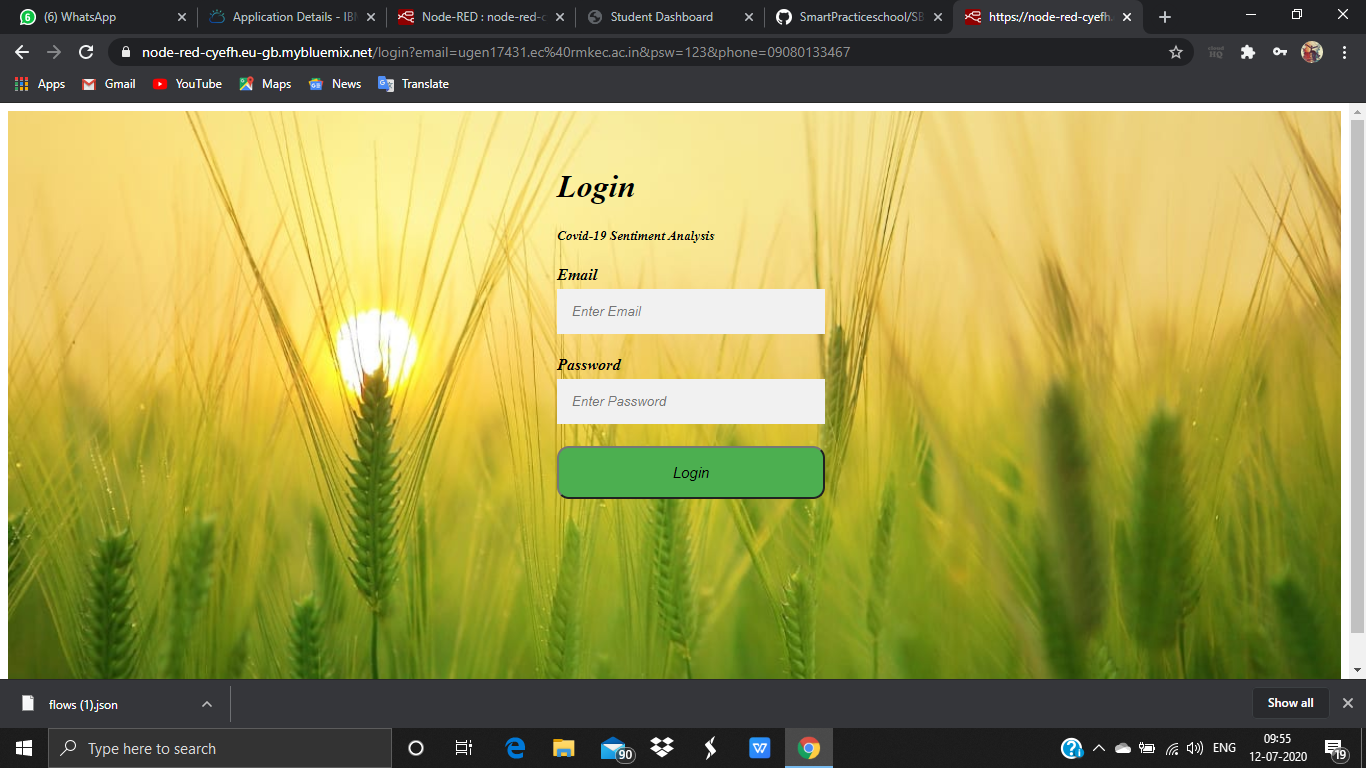 (6) WhatsApp
Application Details - IBM
Node-RED : node-red-c
Student Dashboard
SmartPracticeschool/SB
https://node-red-cyefh.
node-red-cyefh.eu-gb.mybluemix.net/login?email=ugen17431.ec%40rmkec.ac.in&psw=123&phone=09080133467
Apps Gmail YouTube Maps News Translate
Login
Covid-19 Sentiment Analysis
Email
Enter Email
Password
Enter Password
Login
flows (1).json
Show all
Type here to search
90
ENG
09:55
12-07-2020
19